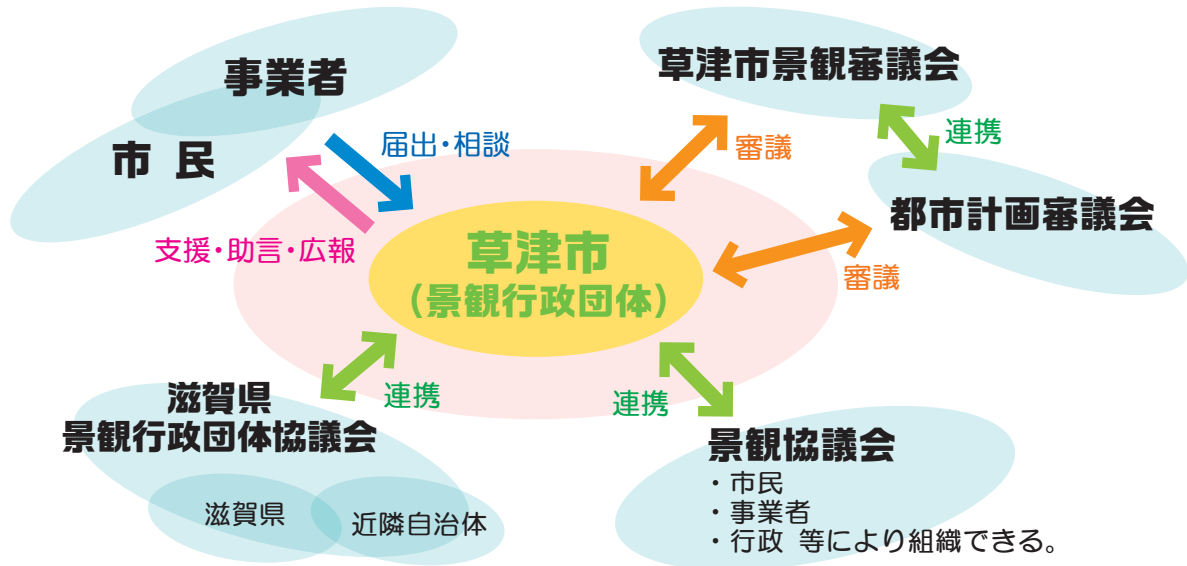 事業者
市 民
届出・相談
支援・助言・広報
草津市景観審議会
連携
審議
都市計画審議会
審議
草津市
(景観行政団体)
連携
滋賀県
景観行政団体協議会
滋賀県
近隣自治体
連携
景観協議会
・市民
・事業者
・行政 等により組織できる。